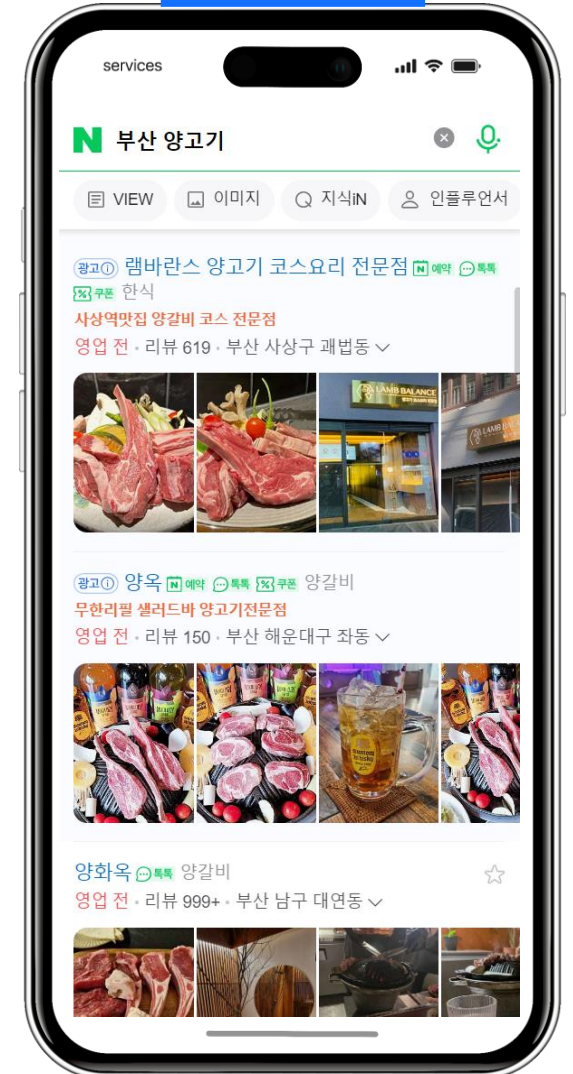 services
N 부산 양고기
VIEW 이미지 지식iN 인플루언서
광고 램바란스 양고기 코스요리 전문점 N 예약 톡톡
% 쿠폰 한식
사상역맛집 양갈비 코스 전문점
영업 전 · 리뷰 619 · 부산 사상구 괘법동
LAMB BALANCE
LAMB BAL
광고 양옥 N 예약 톡톡 % 쿠폰 양갈비
무한리필 샐러드바 양고기전문점
영업 전 · 리뷰 150 · 부산 해운대구 좌동
양화옥 톡톡 양갈비
영업 전 · 리뷰 999+ · 부산 남구 대연동